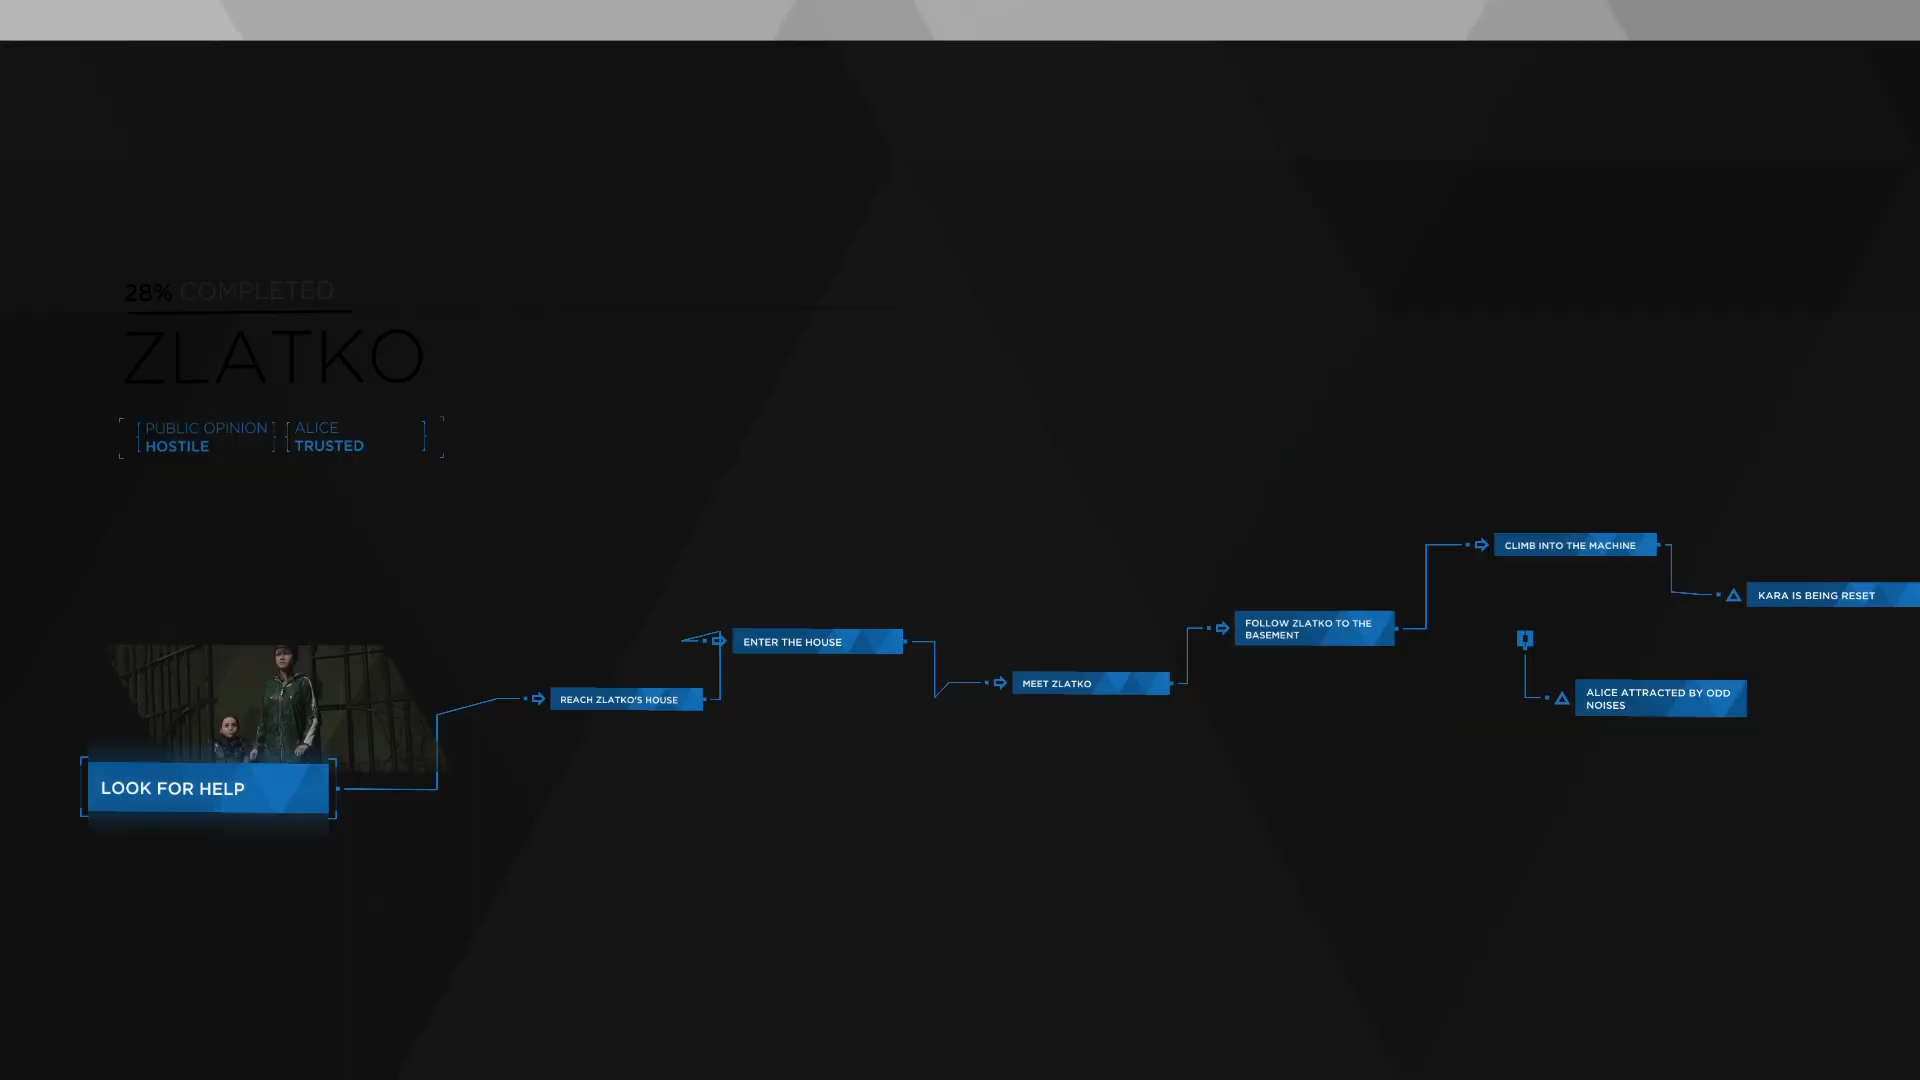 28% COMPLETED
ZLATKO
PUBLIC OPINION
HOSTILE
ALICE
TRUSTED
CLIMB INTO THE MACHINE
KARA IS BEING RESET
FOLLOW ZLATKO TO THE
BASEMENT
ENTER THE HOUSE
MEET ZLATKO
REACH ZLATKO'S HOUSE
ALICE ATTRACTED BY ODD
NOISES
LOOK FOR HELP